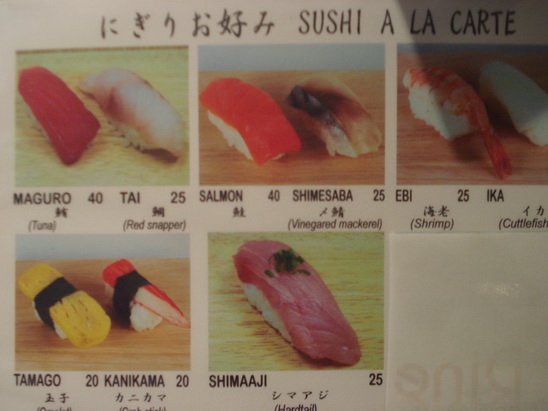 にぎりお好み SUSHI A LA CARTE
MAGURO 40 TAI 25
鮪 鯛
(Tuna) (Red snapper)
SALMON 40 SHIMESABA 25
鮭 〆鯖
(Vinegared mackerel)
EBI 25 IKA
海老 イカ
(Shrimp) (Cuttlefish
TAMAGO 20 KANIKAMA 20
玉子 カニカマ
SHIMAAJI 25
シマアジ
(Hardtail)